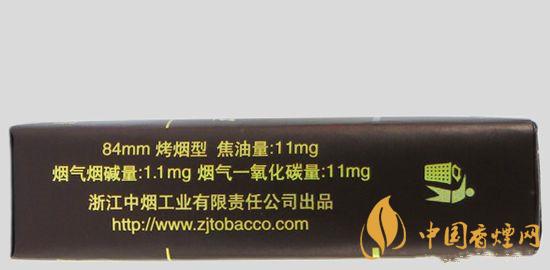 84mm 烤烟型 焦油量:11mg
烟气烟碱量:1.1mg 烟气一氧化碳量:11mg
浙江中烟工业有限责任公司出品
http://www.zjtobacco.com
中国香煙网